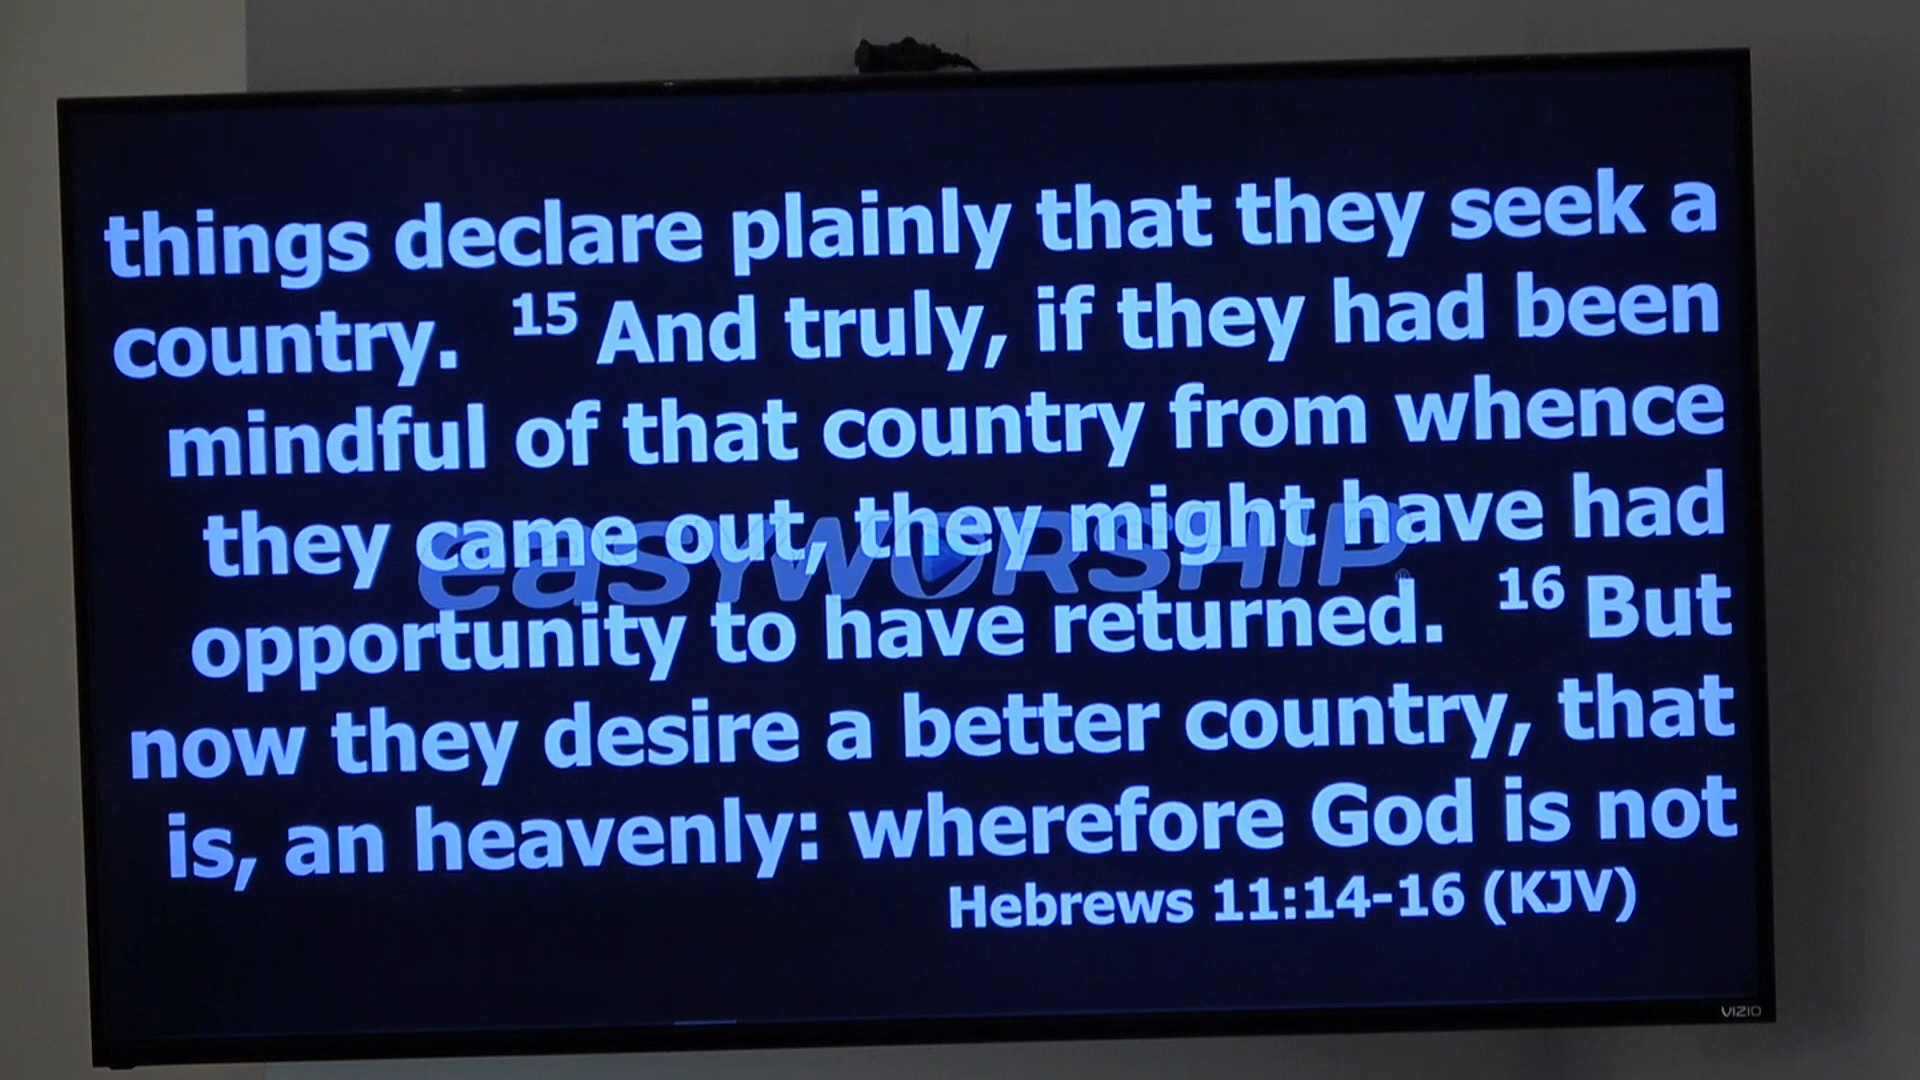 things declare plainly that they seek a
country. 15 And truly, if they had been
mindful of that country from whence
they came out, they might have had
easyworship®
opportunity to have returned. 16 But
now they desire a better country, that
is, an heavenly: wherefore God is not
Hebrews 11:14-16 (KJV)
VIZIO